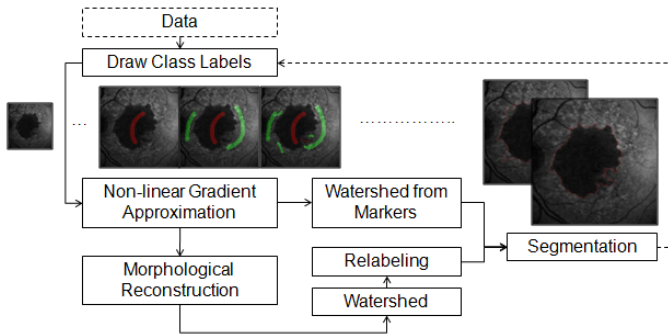 Data
Draw Class Labels
...
..................
Non-linear Gradient
Approximation
Watershed from
Markers
Segmentation
Relabeling
Morphological
Reconstruction
Watershed